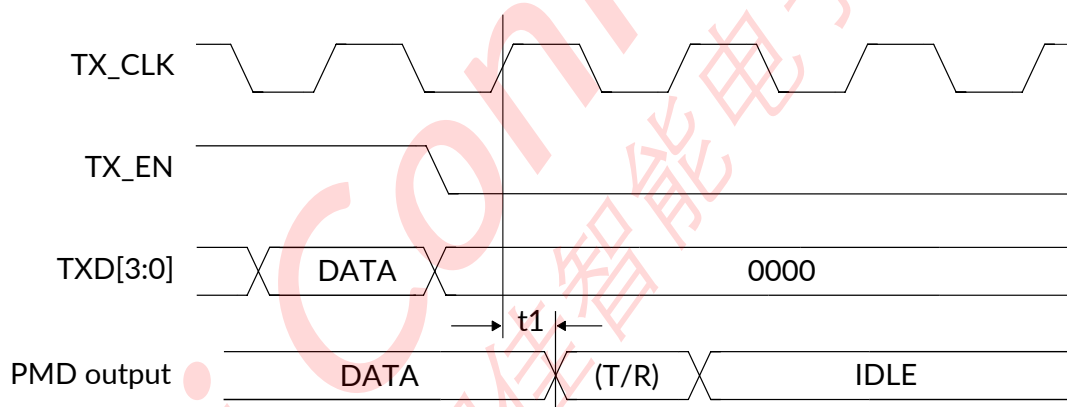 TX_CLK
TX_EN
TXD[3:0] DATA 0000
t1
PMD output DATA (T/R) IDLE